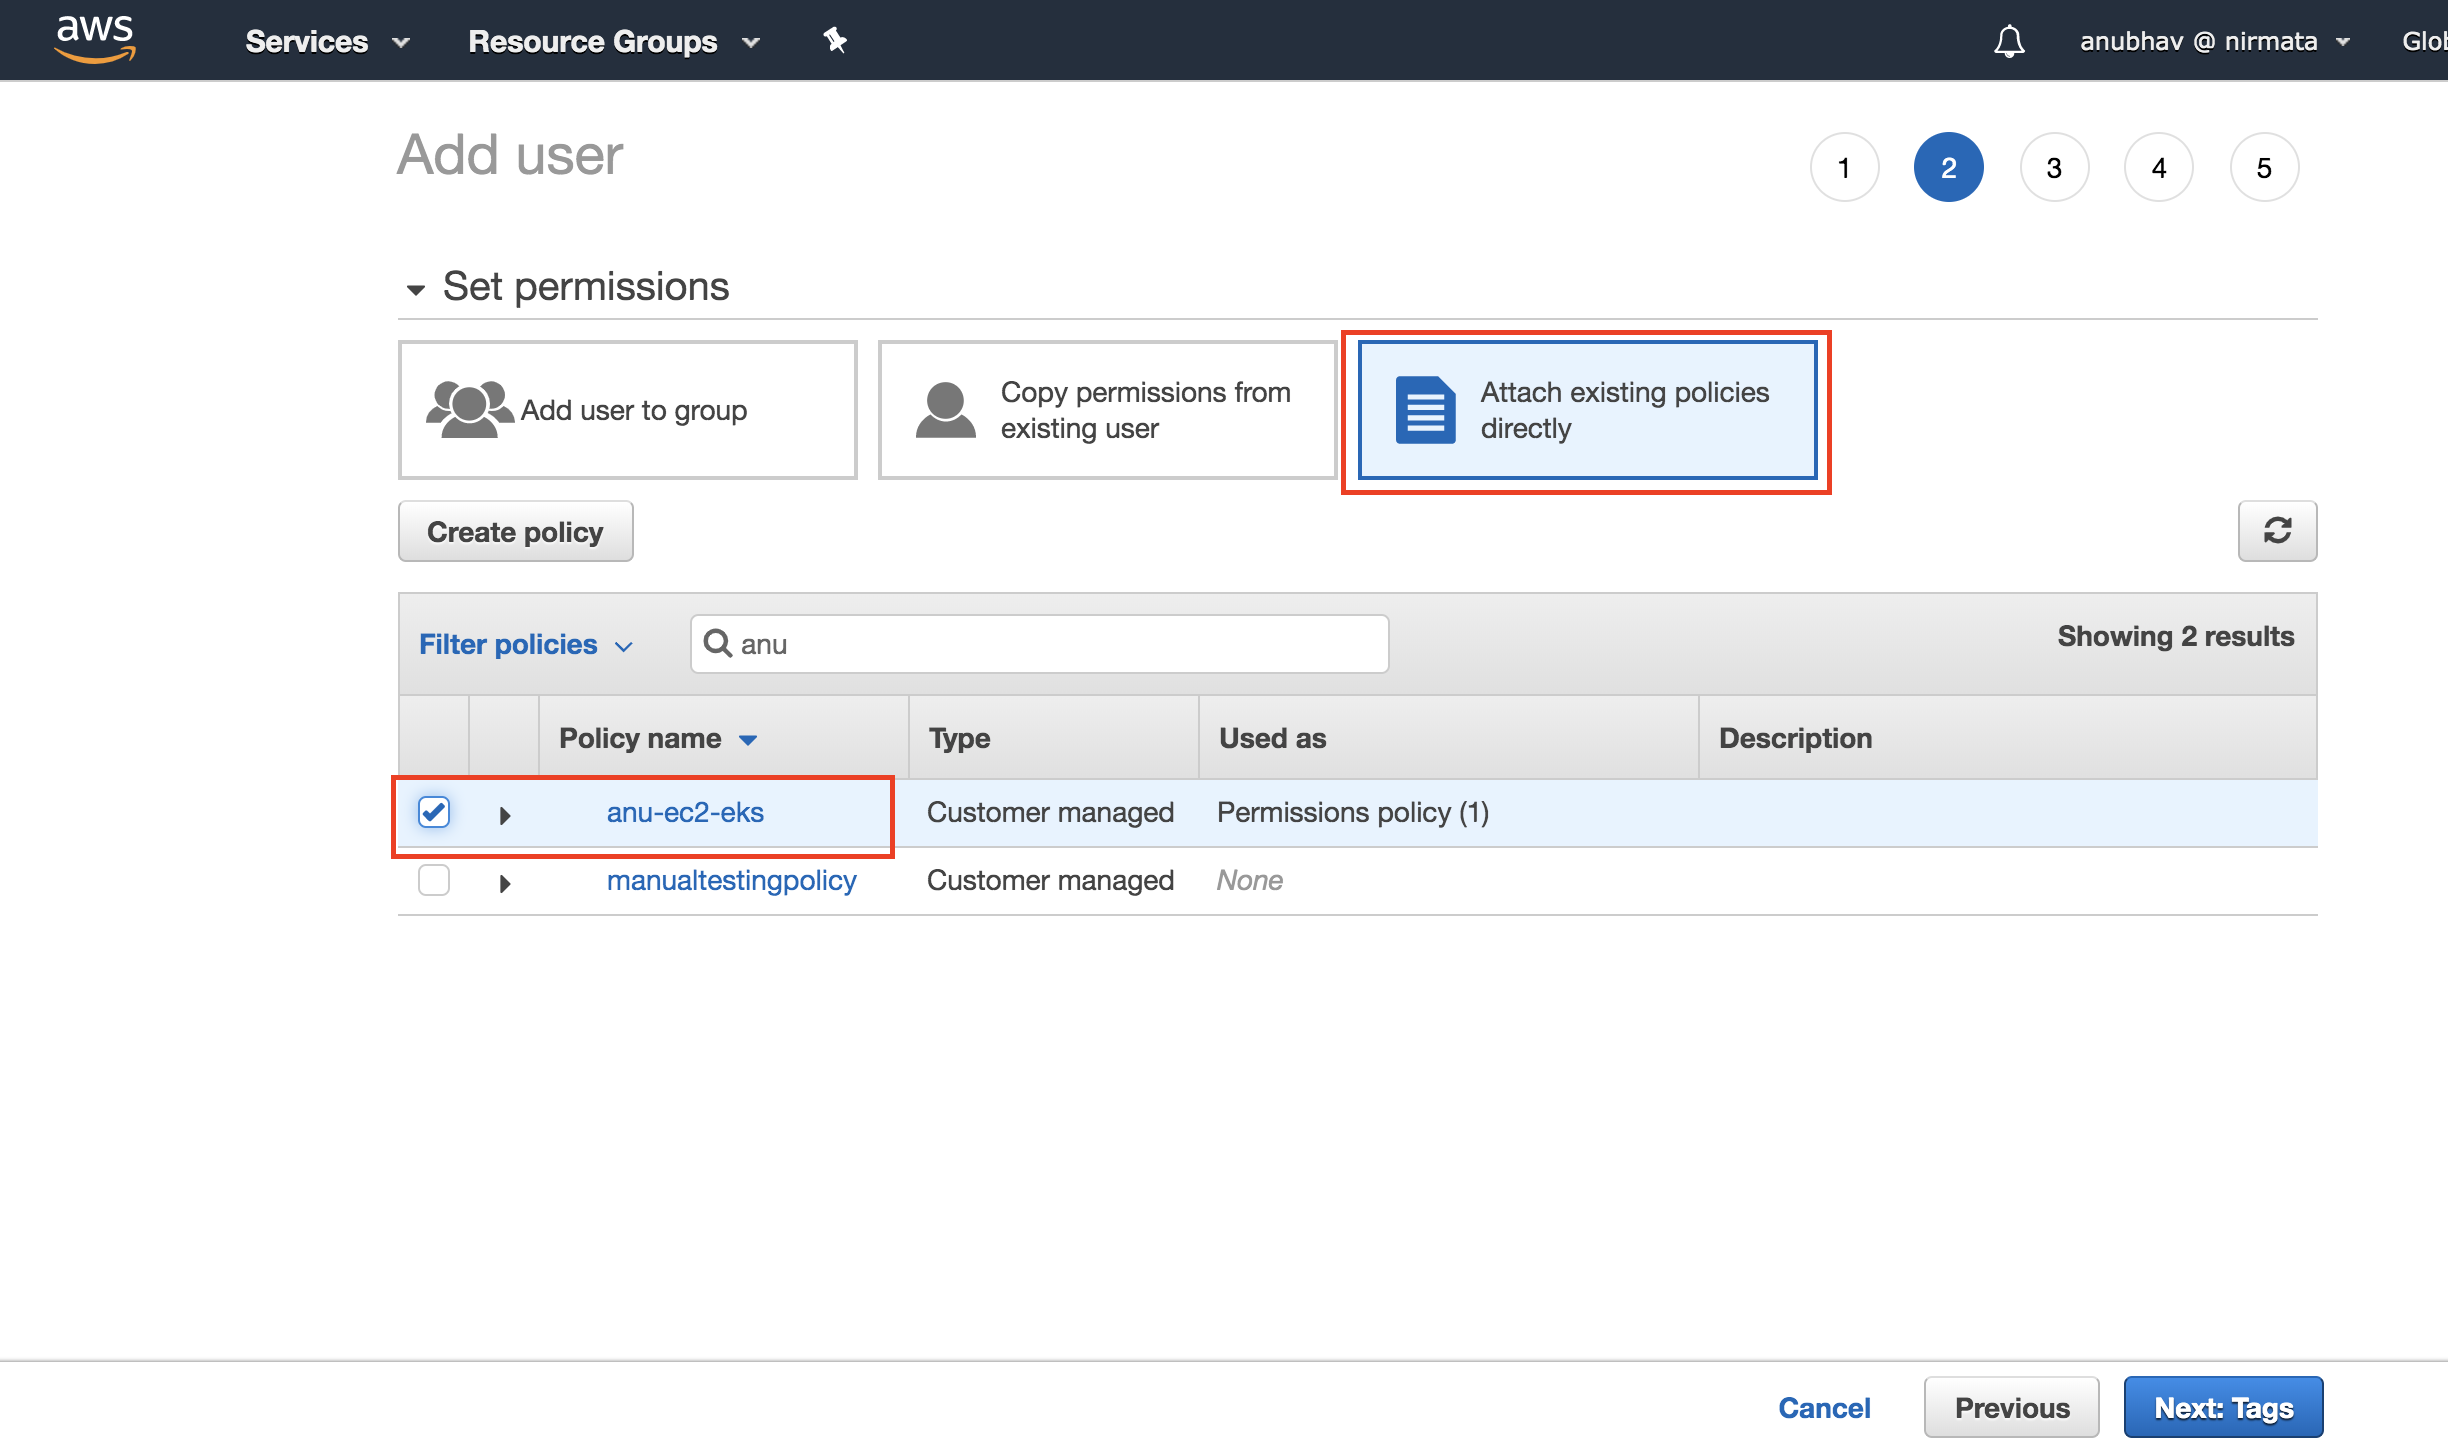 aws Services Resource Groups anubhav @ nirmata
Add user 1 2 3 4 5
Set permissions
Add user to group
Copy permissions from
existing user
Attach existing policies
directly
Create policy
Filter policies anu Showing 2 results
Policy name Type Used as Description
anu-ec2-eks Customer managed Permissions policy (1)
manualtestingpolicy Customer managed None
Cancel Previous Next: Tags